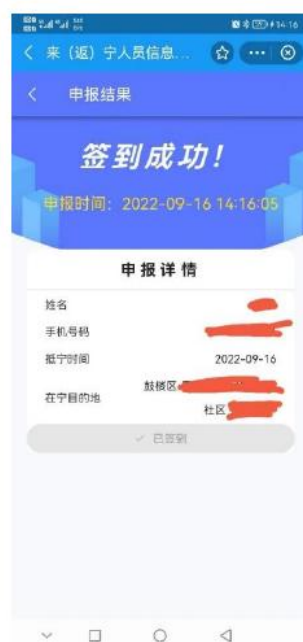 14:16
来（返）宁人员信息...
申报结果
签到成功！
申报时间：2022-09-16 14:16:05
申报详情
姓名
手机号码
抵宁时间 2022-09-16
在宁目的地 鼓楼区
社区
✓ 已签到